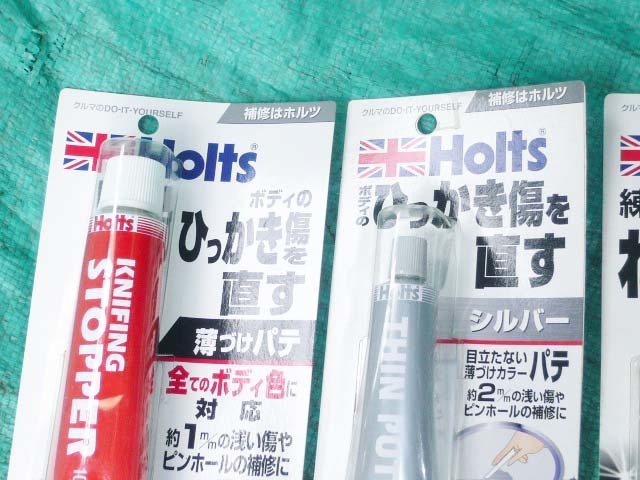 クルマのDO-IT-YOURSELF
補修はホルツ
Holts®
ボディの
ひっかき傷を
直す
薄づけパテ
全てのボディ色に
対応
約1m/mの浅い傷や
ピンホールの補修に
Holts
KNIFING
STOPPER
クルマのDO-IT-YOURSELF
補修はホルツ
Holts®
ボディの
ひっかき傷を
直す
シルバー
目立たない
薄づけカラーパテ
約2m/mの浅い傷や
ピンホールの補修に
Holts
THIN
練